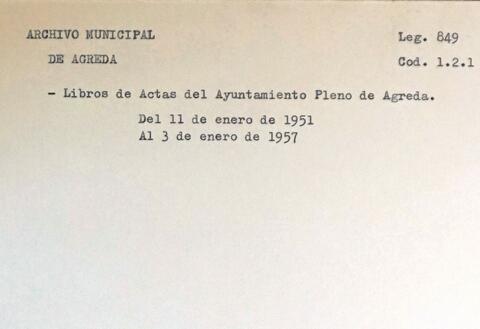 ARCHIVO MUNICIPAL
DE AGREDA
Leg. 849
Cod. 1.2.1
- Libros de Actas del Ayuntamiento Pleno de Agreda.
Del 11 de enero de 1951
Al 3 de enero de 1957